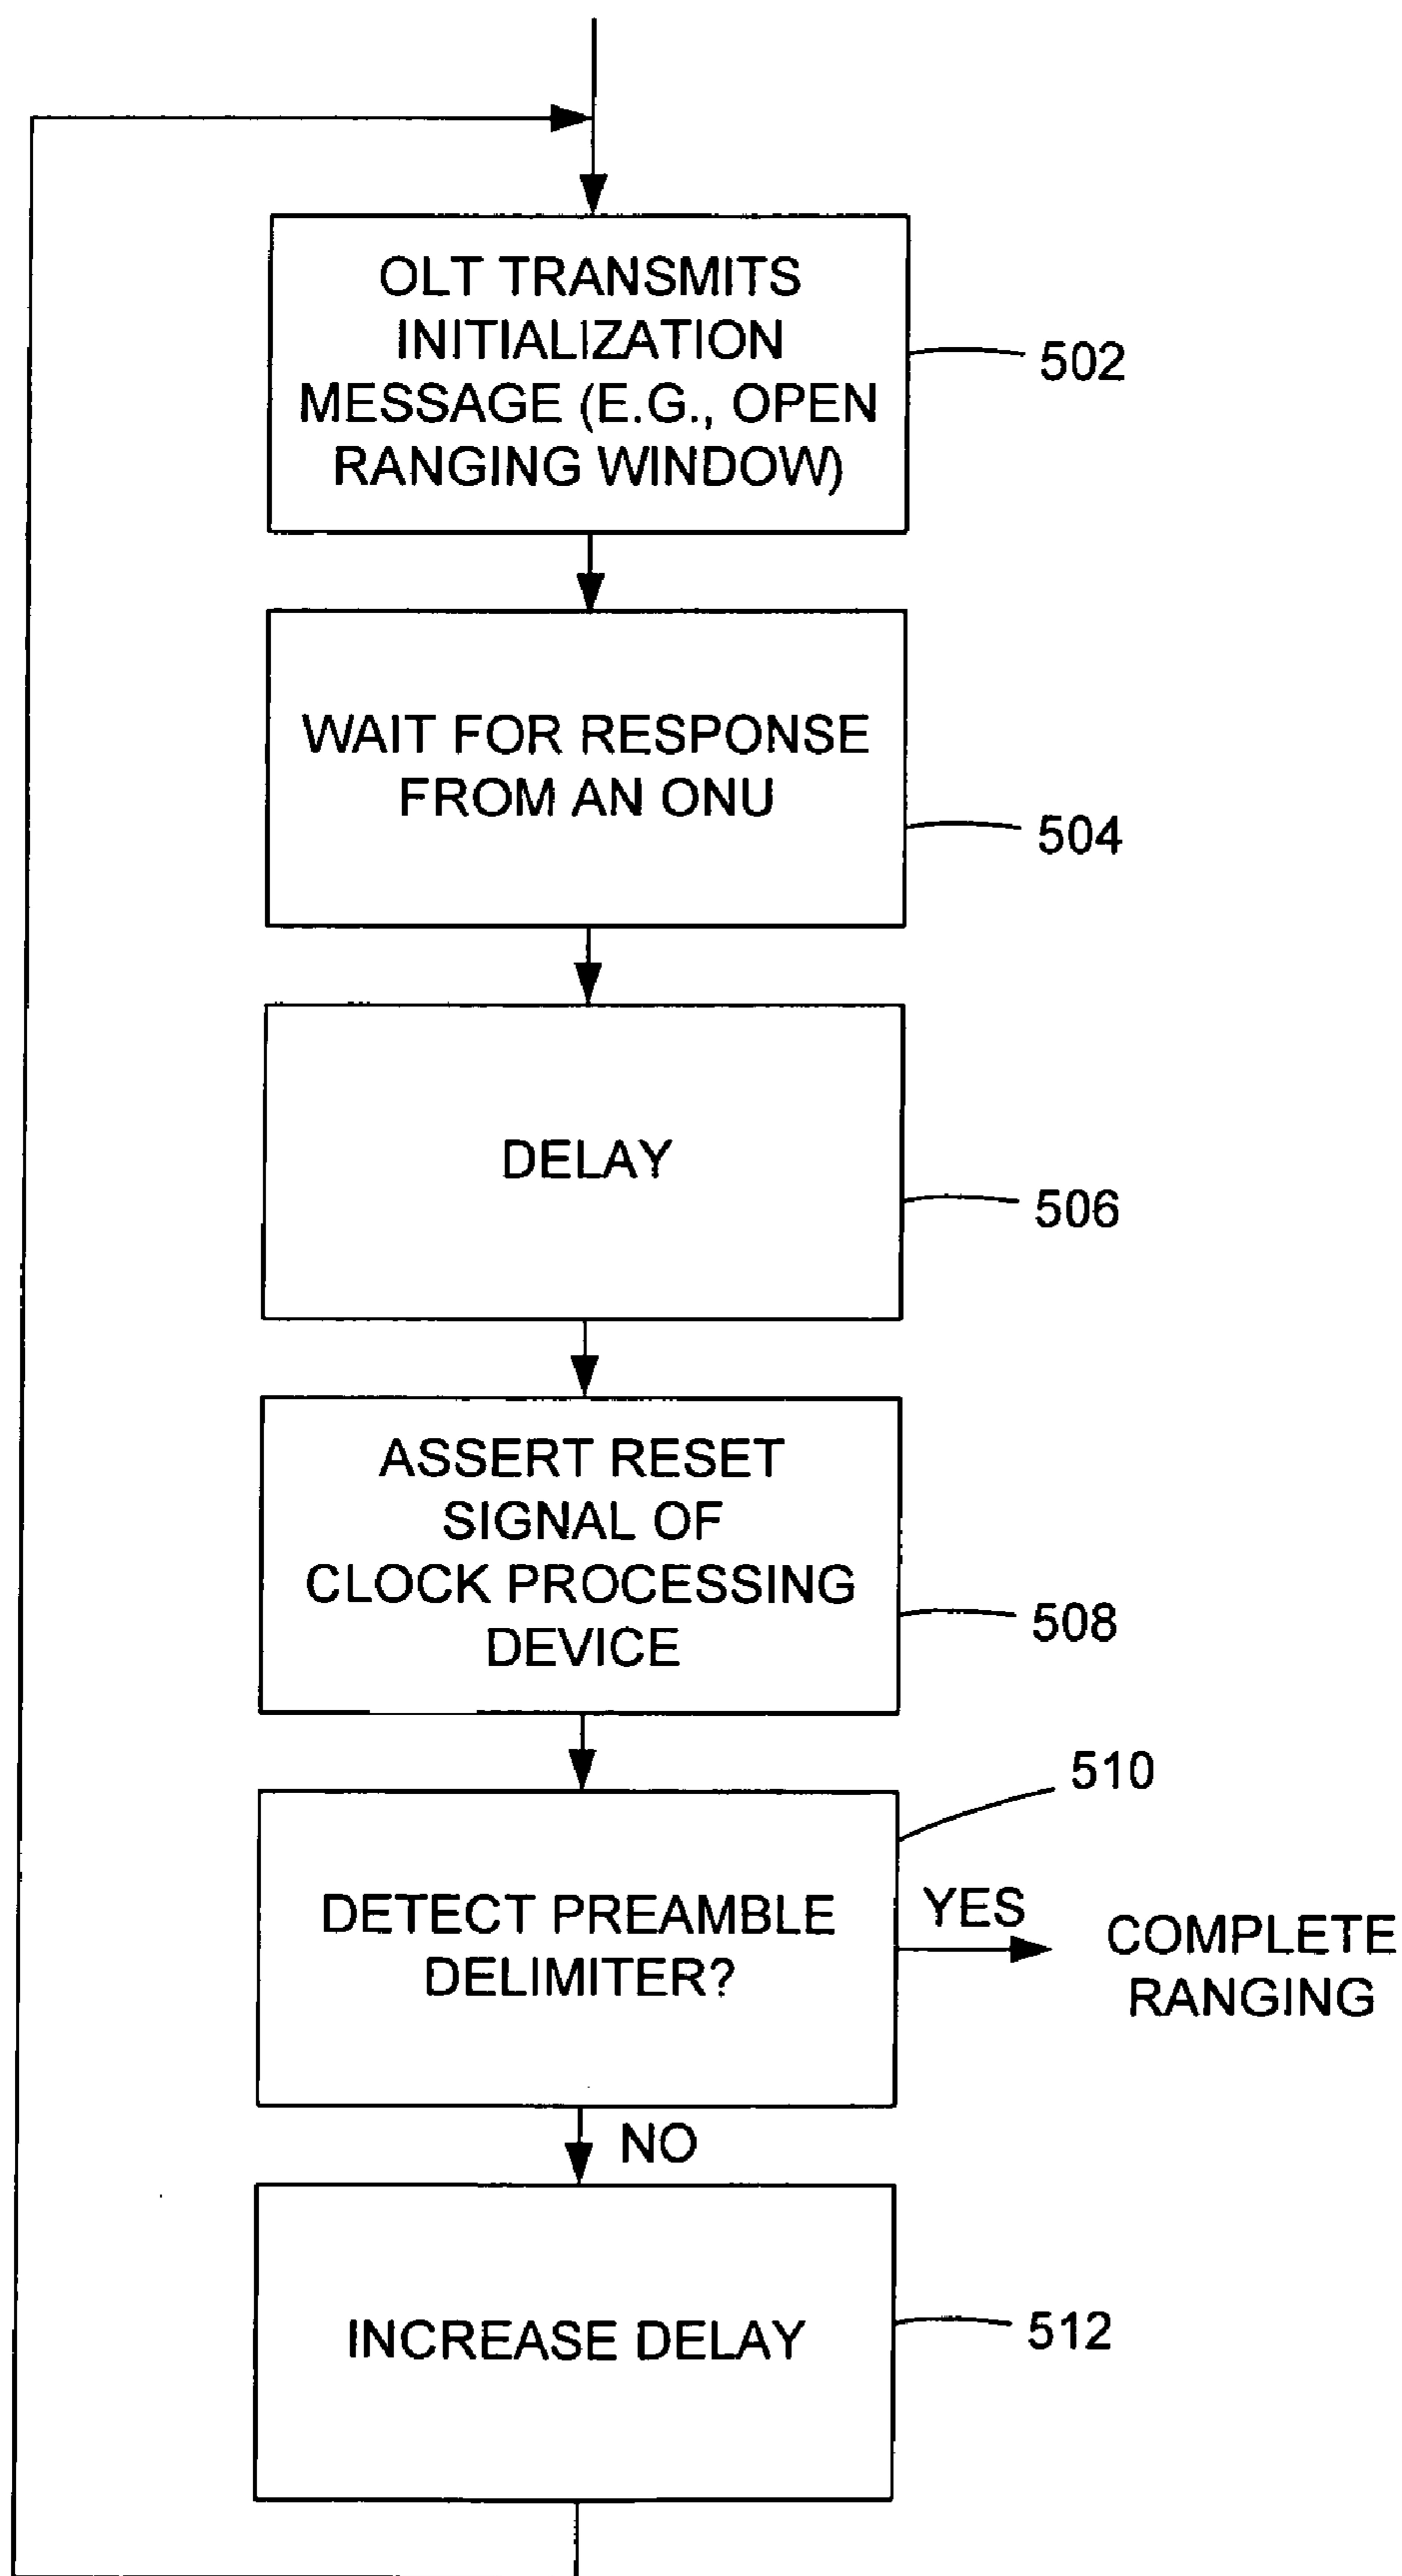 OLT TRANSMITS
INITIALIZATION
MESSAGE (E.G., OPEN
RANGING WINDOW)
502
WAIT FOR RESPONSE
FROM AN ONU
504
DELAY
506
ASSERT RESET
SIGNAL OF
CLOCK PROCESSING
DEVICE
508
510
DETECT PREAMBLE
DELIMITER?
YES
COMPLETE
RANGING
NO
INCREASE DELAY
512